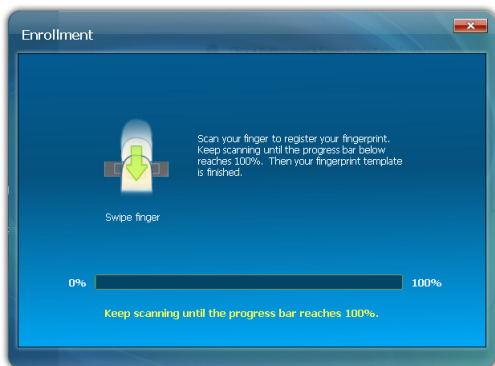 Enrollment
Scan your finger to register your fingerprint.
Keep scanning until the progress bar below
reaches 100%. Then your fingerprint template
is finished.
Swipe finger
0%
100%
Keep scanning until the progress bar reaches 100%.